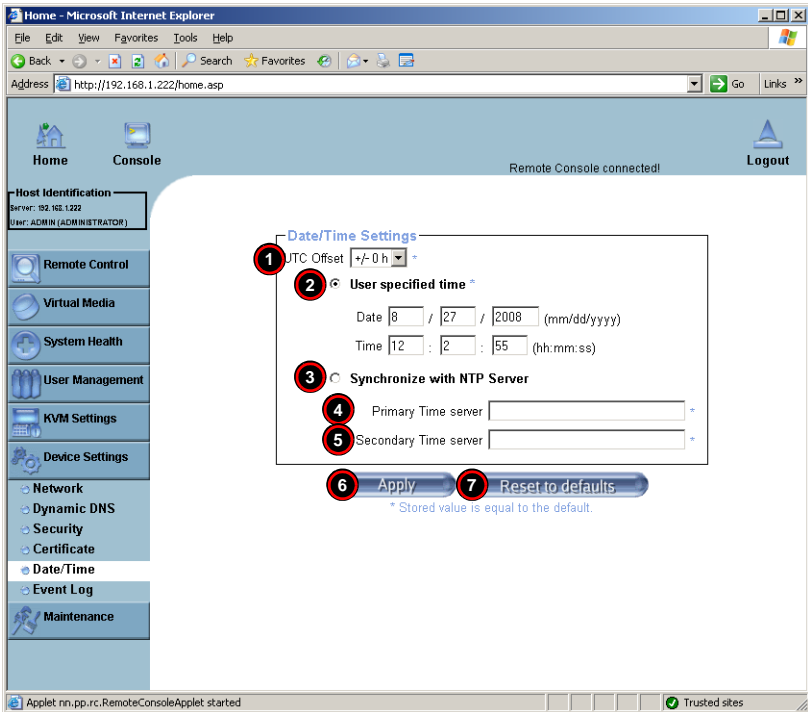 Home - Microsoft Internet Explorer
File Edit View Favorites Tools Help
Back Search Favorites
Address http://192.168.1.222/home.asp Go Links »
Home Console Remote Console connected! Logout
Host Identification
Server: 192.168.1.222
User: ADMIN (ADMINISTRATOR)
Remote Control
Virtual Media
System Health
User Management
KVM Settings
Device Settings
Network
Dynamic DNS
Security
Certificate
Date/Time
Event Log
Maintenance
Date/Time Settings
1 UTC Offset +/- 0 h *
2 User specified time *
Date 8 / 27 / 2008 (mm/dd/yyyy)
Time 12 : 2 : 55 (hh:mm:ss)
3 Synchronize with NTP Server
4 Primary Time server *
5 Secondary Time server *
6 Apply 7 Reset to defaults
* Stored value is equal to the default.
Applet nn.pp.rc.RemoteConsoleApplet started Trusted sites